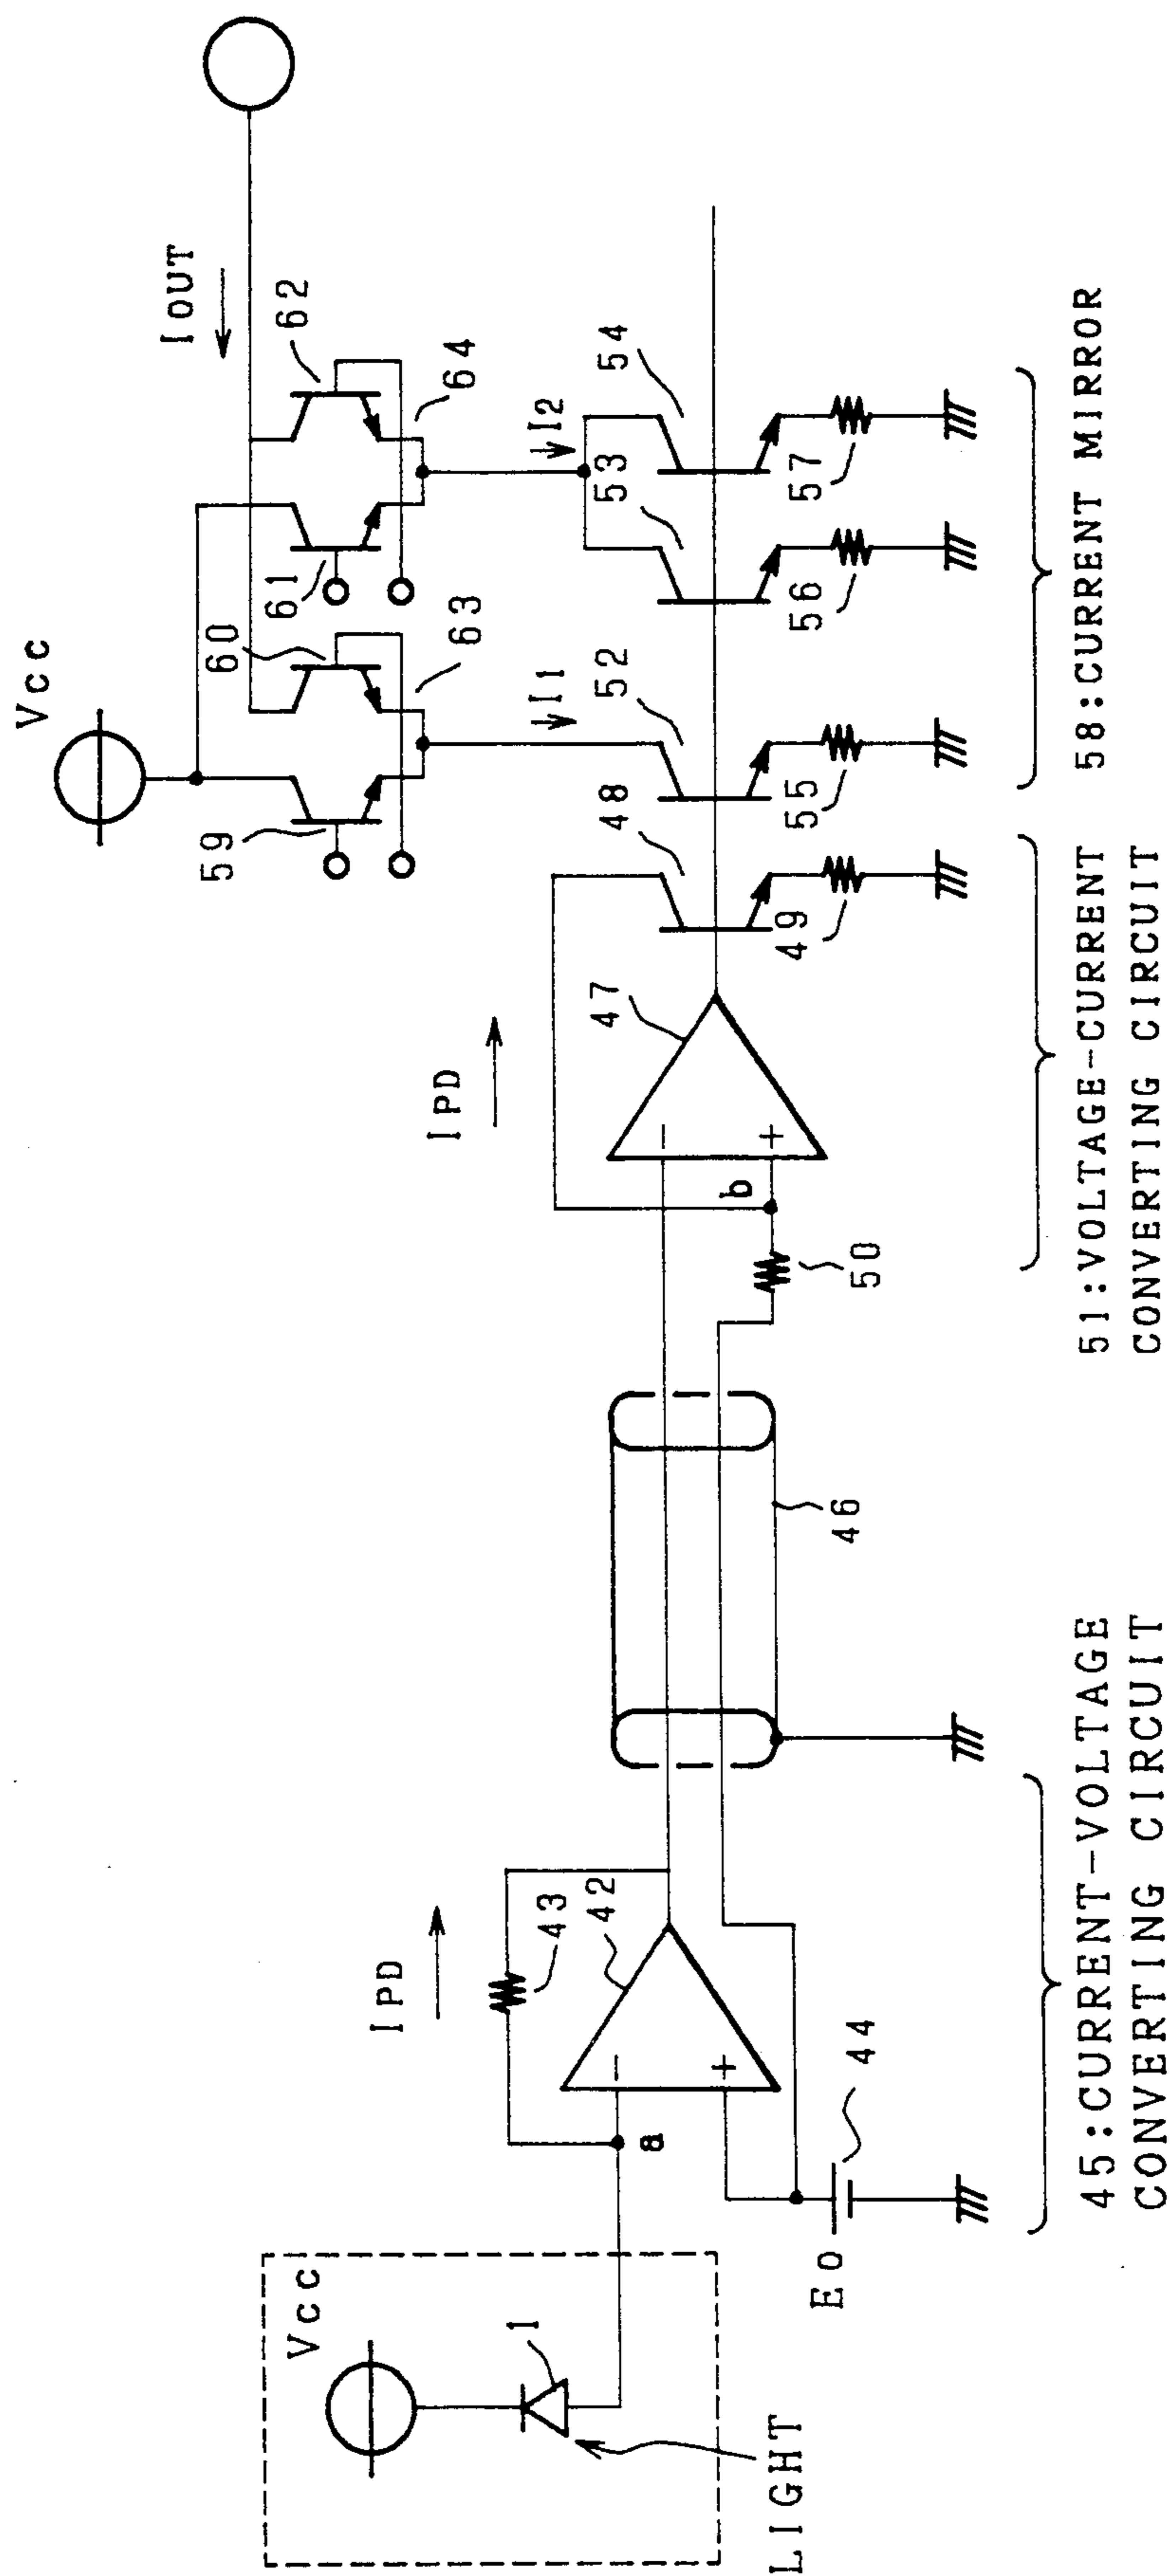 Vcc
1
LIGHT
IPD
43
42
a
-
+
E0
44
45:CURRENT-VOLTAGE
CONVERTING CIRCUIT
46
IPD
47
-
+
b
50
48
49
51:VOLTAGE-CURRENT
CONVERTING CIRCUIT
Vcc
59
60
63
I1
52
55
61
62
64
IOUT
I2
53
54
56
57
58:CURRENT MIRROR